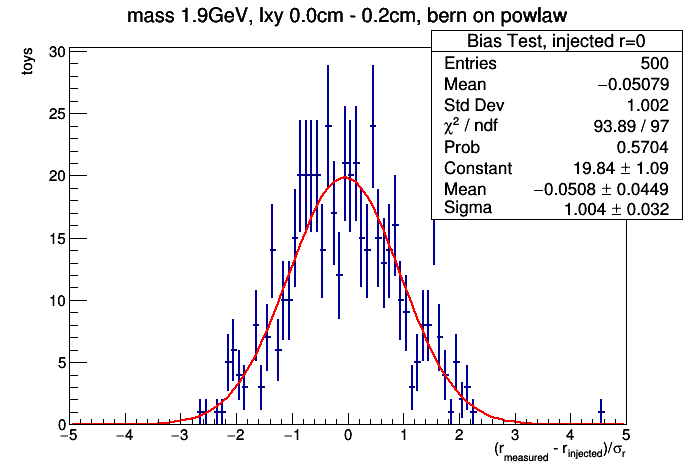 mass 1.9GeV, lxy 0.0cm - 0.2cm, bern on powlaw
toys
Bias Test, injected r=0
Entries 500
Mean −0.05079
Std Dev 1.002
χ² / ndf 93.89 / 97
Prob 0.5704
Constant 19.84 ± 1.09
Mean −0.0508 ± 0.0449
Sigma 1.004 ± 0.032
30
25
20
15
10
5
0
−5 −4 −3 −2 −1 0 1 2 3 4 5
(r_measured - r_injected)/σ_r